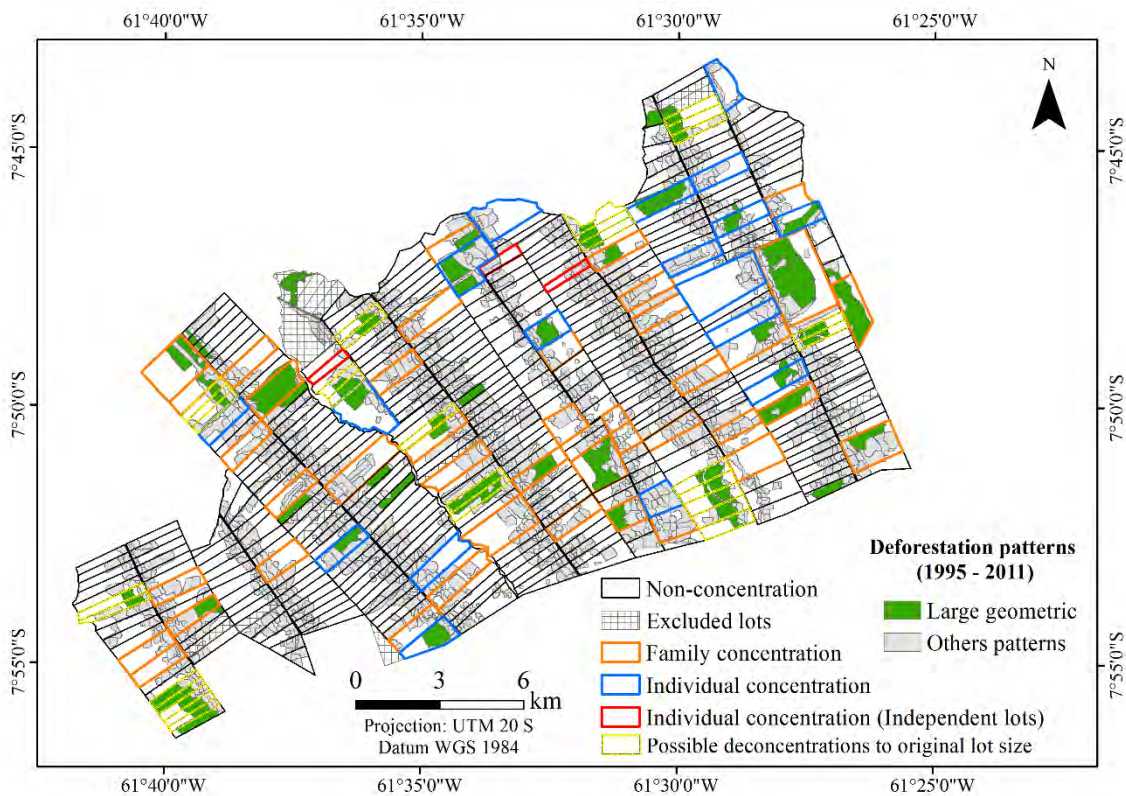 61°40'0"W 61°35'0"W 61°30'0"W 61°25'0"W
N
7°45'0"S 7°45'0"S
7°50'0"S 7°50'0"S
7°55'0"S 7°55'0"S
Deforestation patterns
(1995 - 2011)
Large geometric
Others patterns
Non-concentration
Excluded lots
Family concentration
Individual concentration
Individual concentration (Independent lots)
Possible deconcentrations to original lot size
0 3 6
km
Projection: UTM 20 S
Datum WGS 1984
61°40'0"W 61°35'0"W 61°30'0"W 61°25'0"W